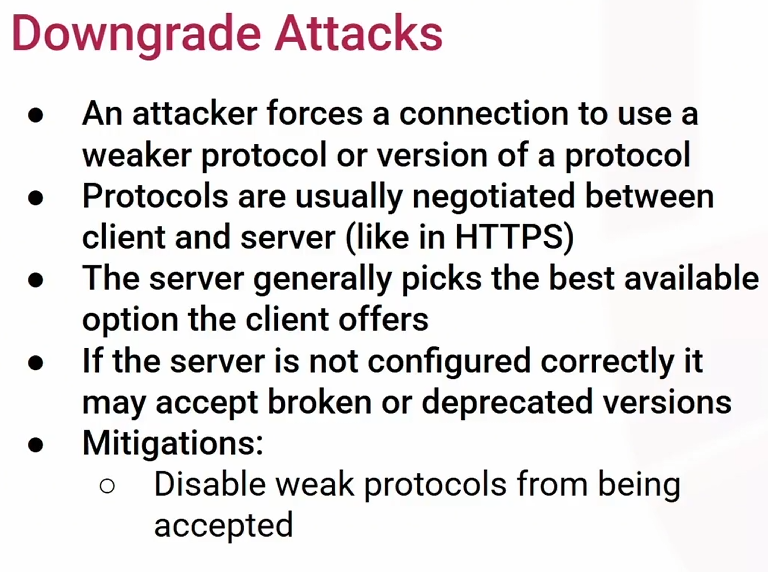 Downgrade Attacks
● An attacker forces a connection to use a
weaker protocol or version of a protocol
● Protocols are usually negotiated between
client and server (like in HTTPS)
● The server generally picks the best available
option the client offers
● If the server is not configured correctly it
may accept broken or deprecated versions
● Mitigations:
○ Disable weak protocols from being
accepted